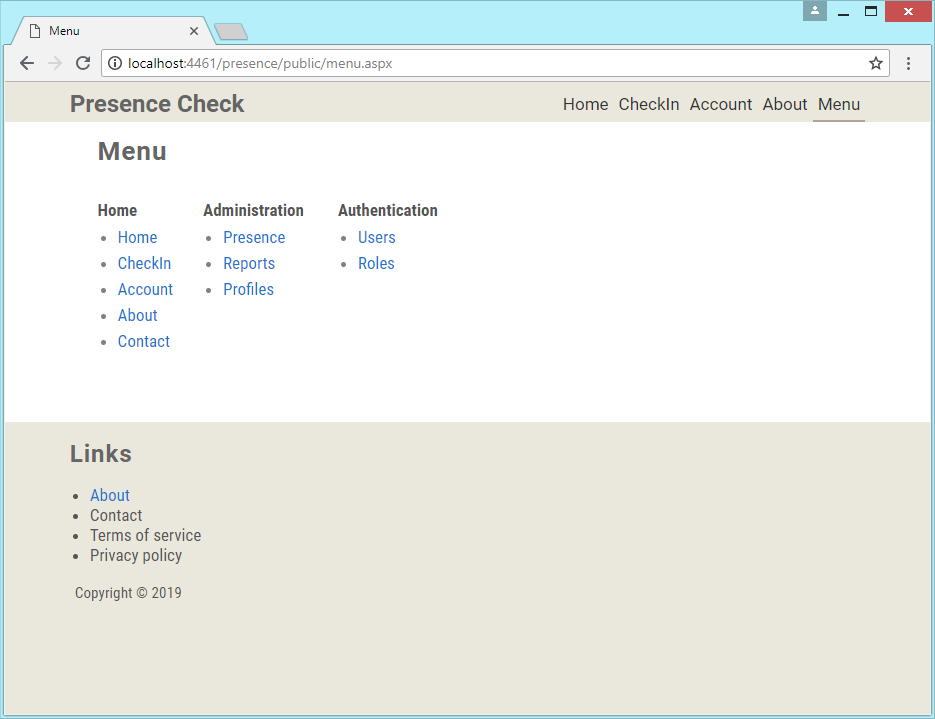 Menu
localhost:4461/presence/public/menu.aspx
Presence Check Home CheckIn Account About Menu
Menu
Home Administration Authentication
Home Presence Users
CheckIn Reports Roles
Account Profiles
About
Contact
Links
About
Contact
Terms of service
Privacy policy
Copyright © 2019